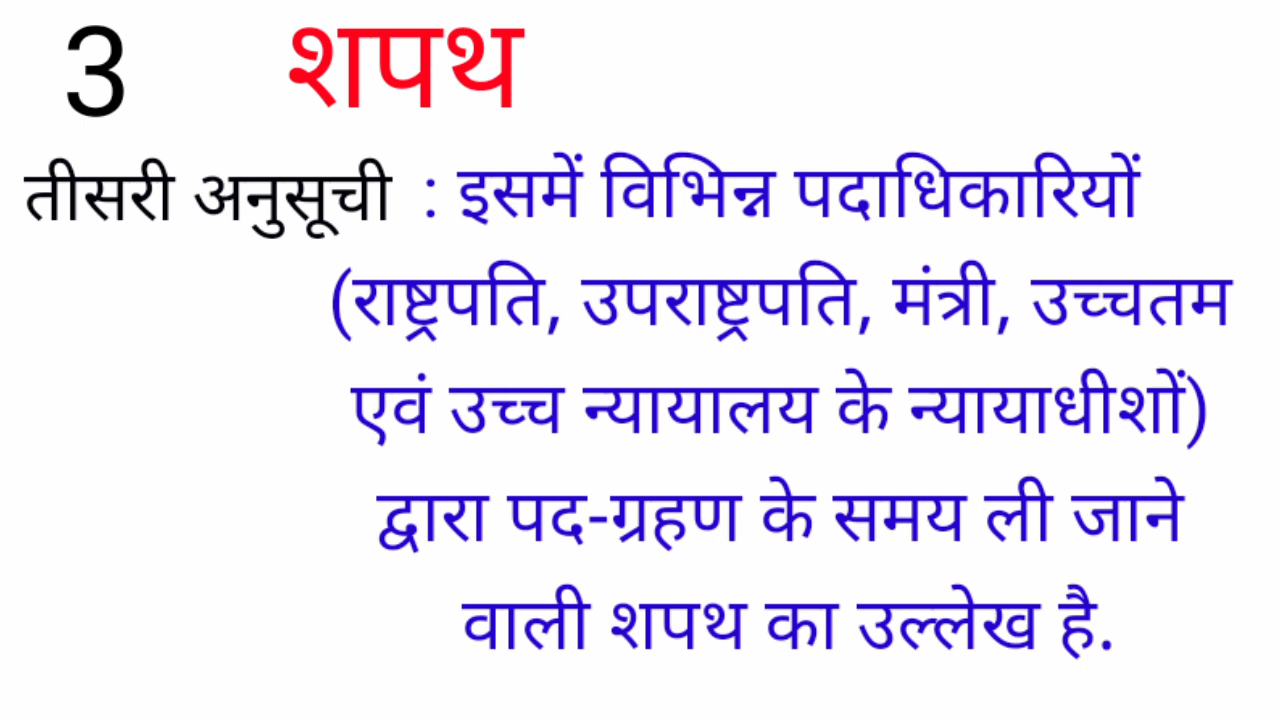 3 शपथ
तीसरी अनुसूची : इसमें विभिन्न पदाधिकारियों
(राष्ट्रपति, उपराष्ट्रपति, मंत्री, उच्चतम
एवं उच्च न्यायालय के न्यायाधीशों)
द्वारा पद-ग्रहण के समय ली जाने
वाली शपथ का उल्लेख है.